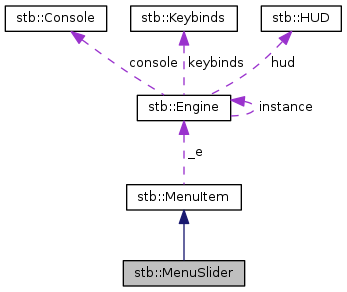 stb::Console
stb::Keybinds
stb::HUD
console
keybinds
hud
stb::Engine
instance
_e
stb::MenuItem
stb::MenuSlider